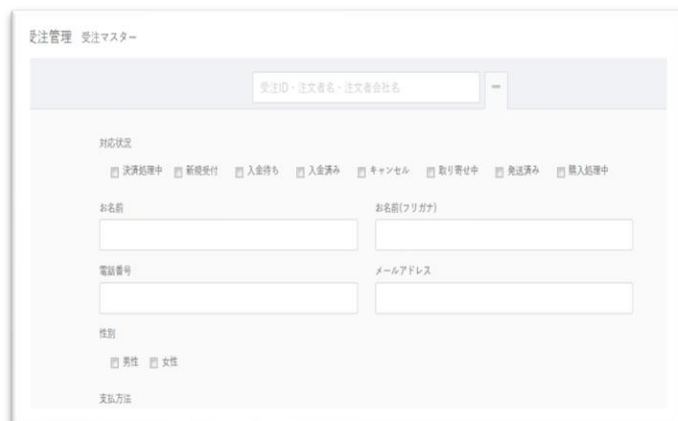 受注管理 受注マスター
受注ID・注文者名・注文者会社名
対応状況
決済処理中 新規受付 入金待ち 入金済み キャンセル 取り寄せ中 発送済み 購入処理中
お名前 お名前(フリガナ)
電話番号 メールアドレス
性別
男性 女性
支払方法